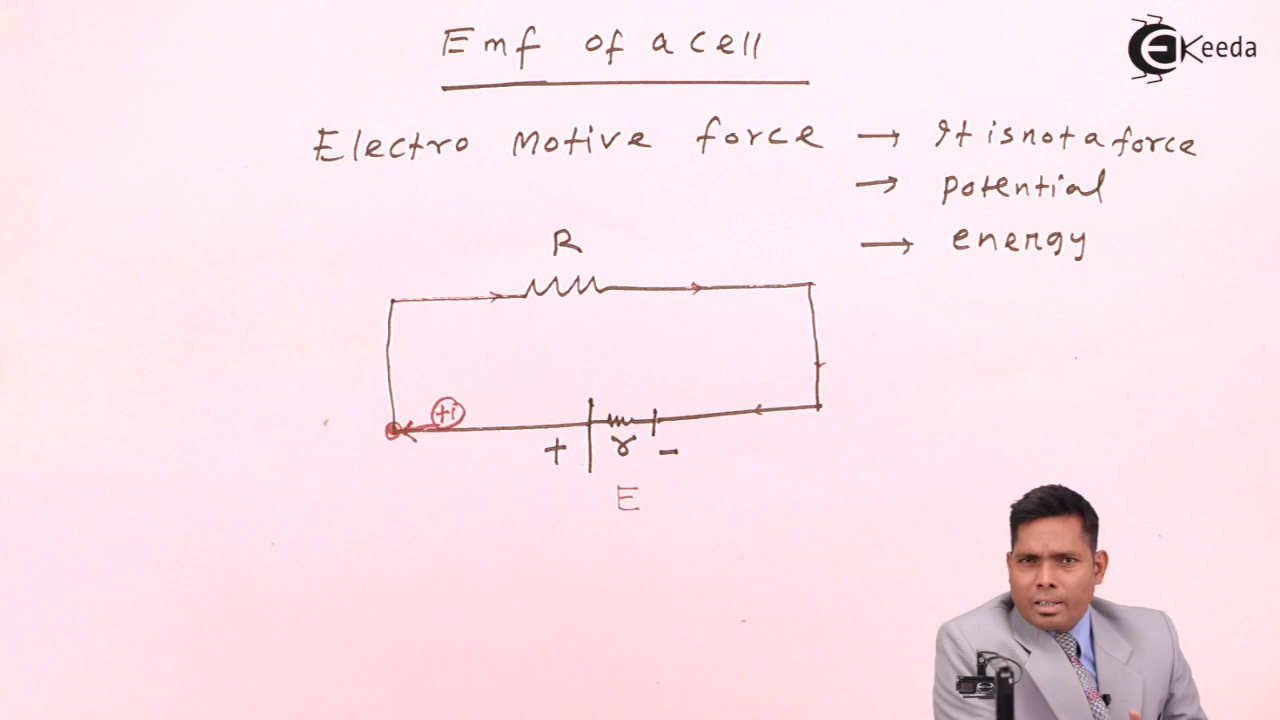 Emf of a cell
EKeeda
Electro Motive force → It is not a force
→ potential
→ energy
R
+i
+ r -
E